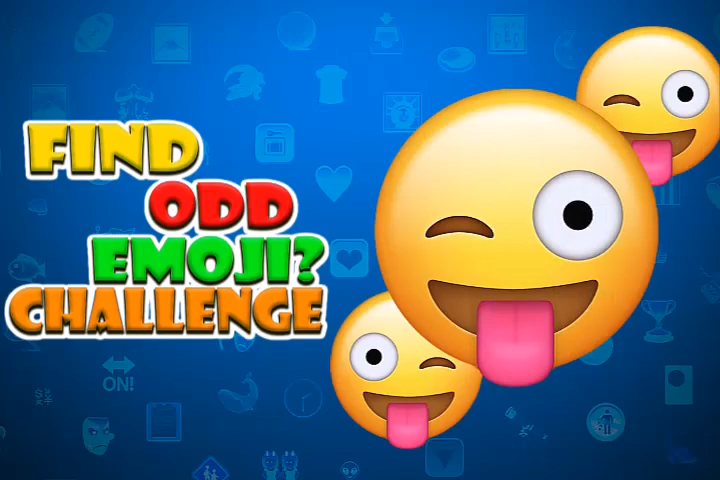 FIND
ODD
EMOJI?
CHALLENGE
ON!